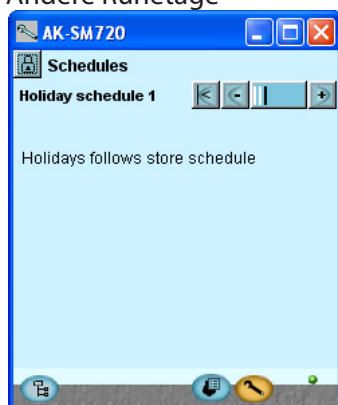 Andere Ruhetage
AK-SM720
Schedules
Holiday schedule 1
Holidays follows store schedule